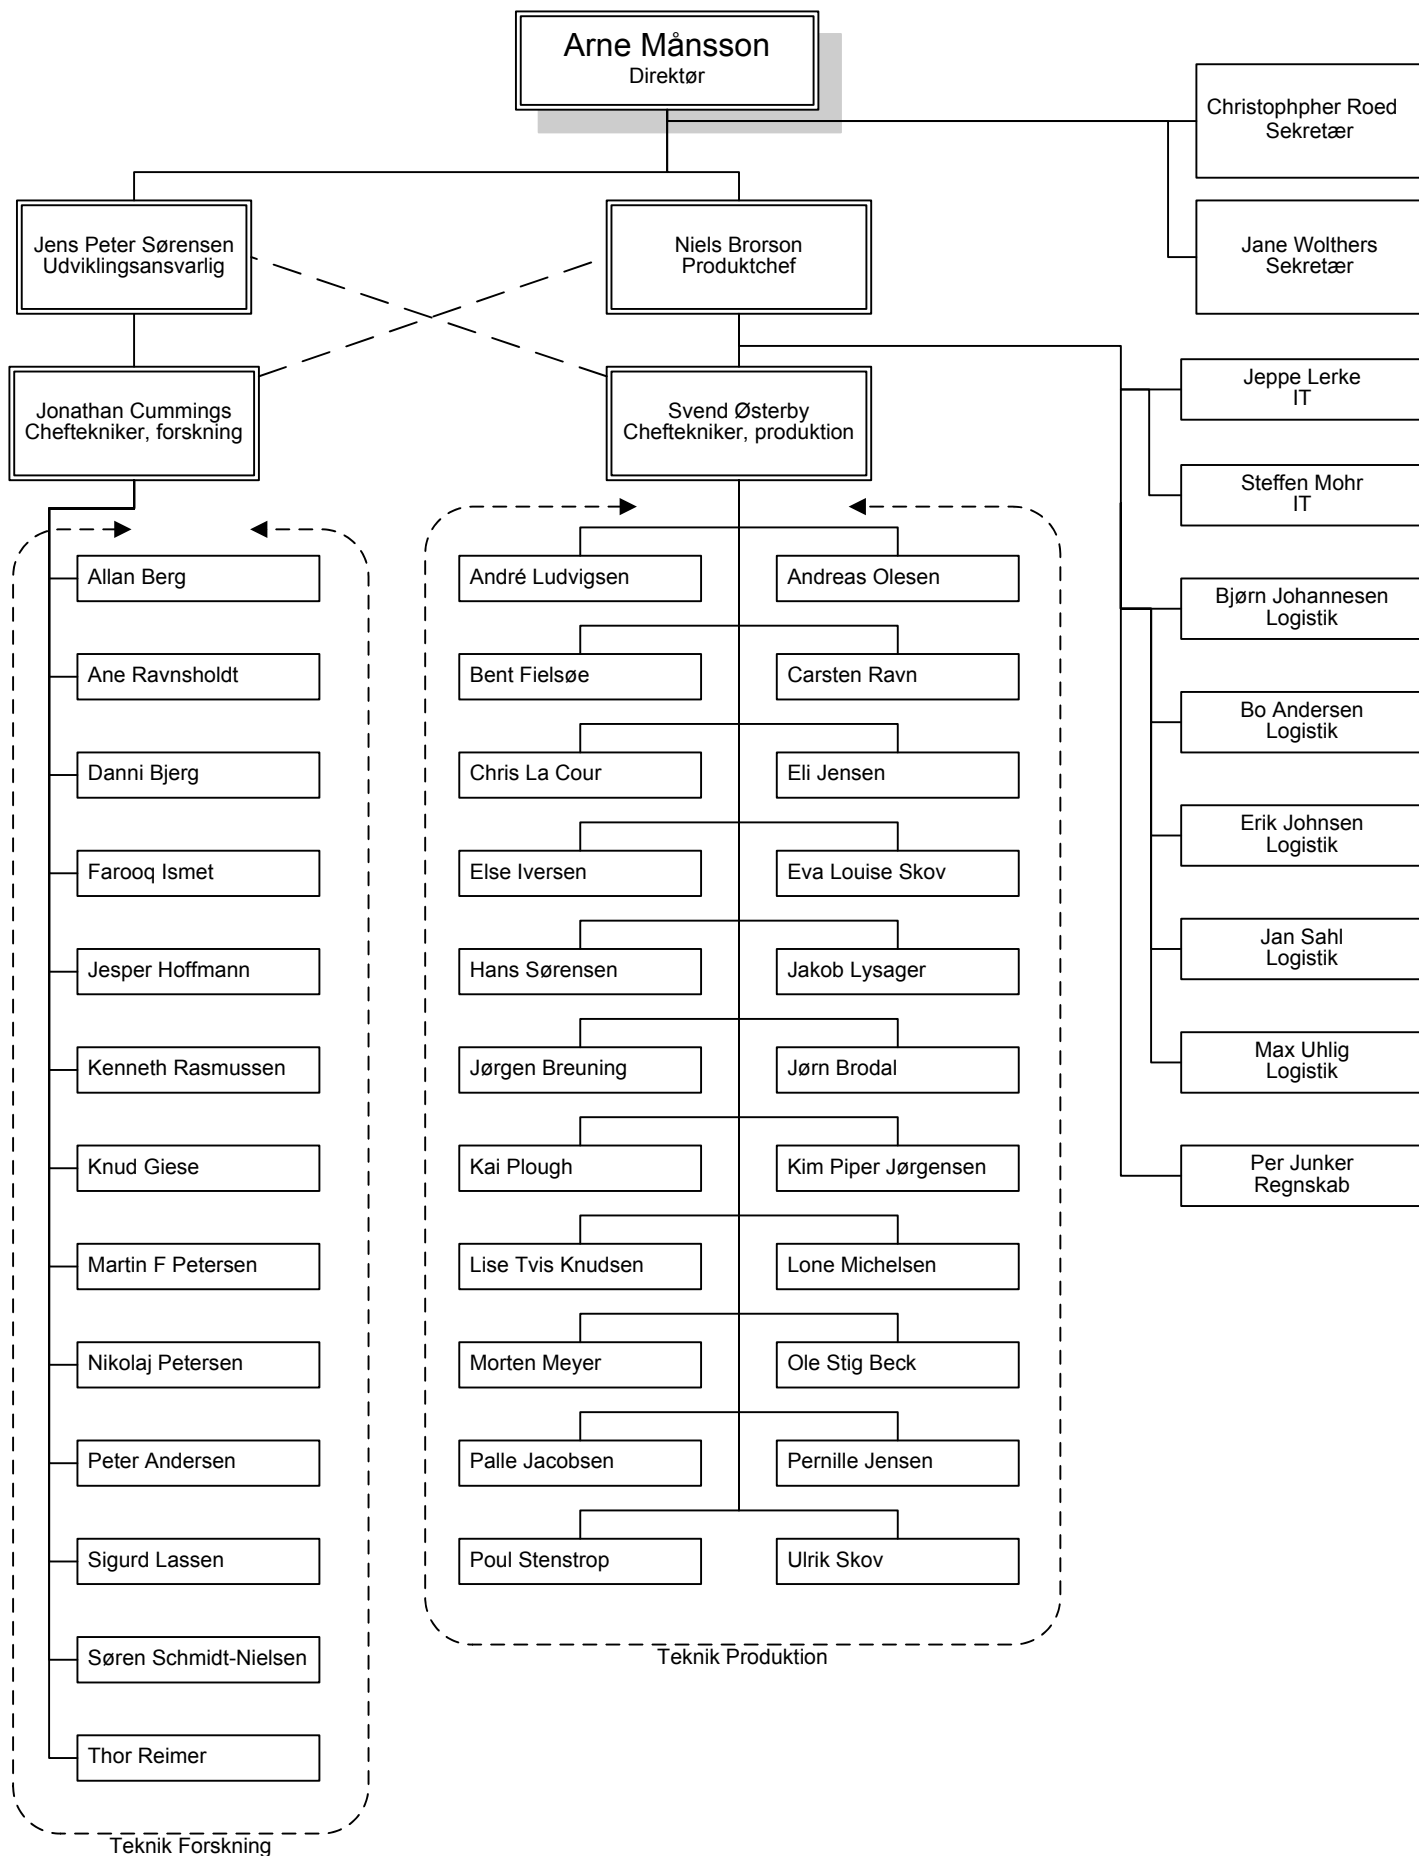 Arne Månsson
Direktør
Christophpher Roed
Sekretær
Jane Wolthers
Sekretær
Jens Peter Sørensen
Udviklingsansvarlig
Niels Brorson
Produktchef
Jonathan Cummings
Cheftekniker, forskning
Svend Østerby
Cheftekniker, produktion
Jeppe Lerke
IT
Steffen Mohr
IT
Bjørn Johannesen
Logistik
Bo Andersen
Logistik
Erik Johnsen
Logistik
Jan Sahl
Logistik
Max Uhlig
Logistik
Per Junker
Regnskab
Allan Berg
Ane Ravnsholdt
Danni Bjerg
Farooq Ismet
Jesper Hoffmann
Kenneth Rasmussen
Knud Giese
Martin F Petersen
Nikolaj Petersen
Peter Andersen
Sigurd Lassen
Søren Schmidt-Nielsen
Thor Reimer
Teknik Forskning
André Ludvigsen
Andreas Olesen
Bent Fielsøe
Carsten Ravn
Chris La Cour
Eli Jensen
Else Iversen
Eva Louise Skov
Hans Sørensen
Jakob Lysager
Jørgen Breuning
Jørn Brodal
Kai Plough
Kim Piper Jørgensen
Lise Tvis Knudsen
Lone Michelsen
Morten Meyer
Ole Stig Beck
Palle Jacobsen
Pernille Jensen
Poul Stenstrop
Ulrik Skov
Teknik Produktion